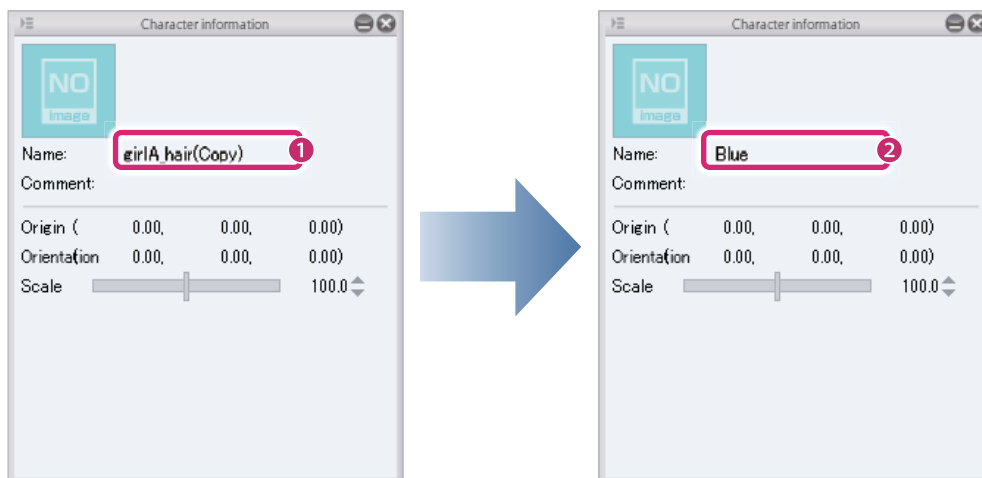 Character information
NO
image
Name: girlA_hair(Copy) 1
Comment:
Origin ( 0.00, 0.00, 0.00)
Orientation 0.00, 0.00, 0.00)
Scale 100.0
Character information
NO
image
Name: Blue 2
Comment:
Origin ( 0.00, 0.00, 0.00)
Orientation 0.00, 0.00, 0.00)
Scale 100.0